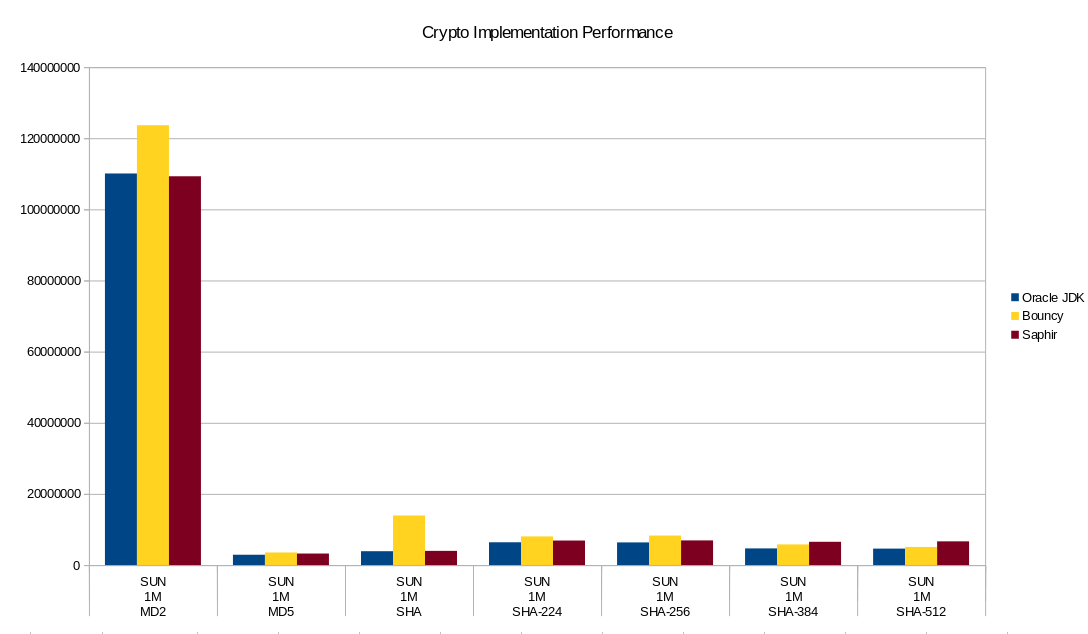 Crypto Implementation Performance
140000000
120000000
100000000
80000000
60000000
40000000
20000000
0
Oracle JDK
Bouncy
Saphir
SUN SUN SUN SUN SUN SUN SUN
1M 1M 1M 1M 1M 1M 1M
MD2 MD5 SHA SHA-224 SHA-256 SHA-384 SHA-512